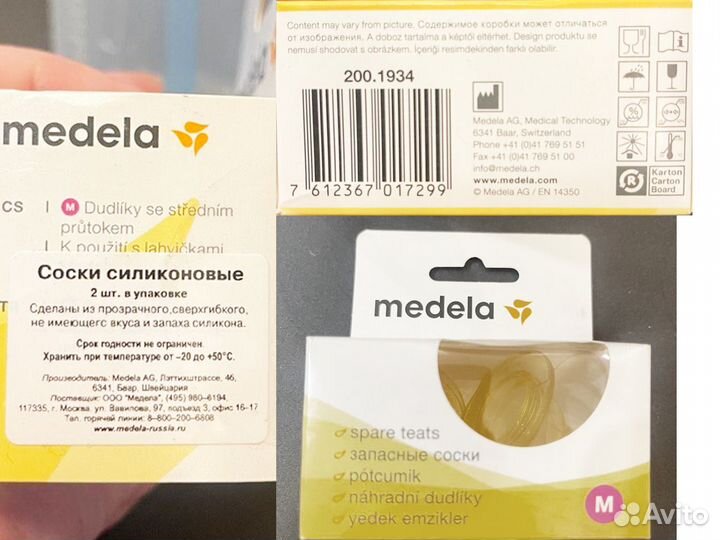 medela
CS | M Dudlíky se středním
průtokem
| K použití s lahvičkami
Соски силиконовые
2 шт. в упаковке
Сделаны из прозрачного,сверхгибкого,
не имеющего вкуса и запаха силикона.
Срок годности не ограничен.
Хранить при температуре от –20 до +50°C.
Производитель: Medela AG, Лэттихштрассе, 4б,
6341, Баар, Швейцария
Поставщик: ООО "Медела", (495) 980–6194,
117335, г. Москва ул. Вавилова, 97, подъезд 3, офис 16-17
Тел. горячей линии: 8–800–200–6808
www.medela-russia.ru
Content may vary from picture. Содержимое коробки может отличаться
от изображения. A doboz tartalma a képtől eltérhet. Design produktu se
nemusí shodovat s obrázkem. İçeriği resimdekinden farklı olabilir.
200.1934
7 612367 017299
Medela AG, Medical Technology
6341 Baar, Switzerland
Phone +41 (0)41 769 51 51
Fax +41 (0)41 769 51 00
info@medela.ch
www.medela.com
© Medela AG / EN 14350
Karton
Carton
Board
medela
spare teats
запасные соски
pótcumik
náhradní dudlíky
yedek emzikler
M
Avito